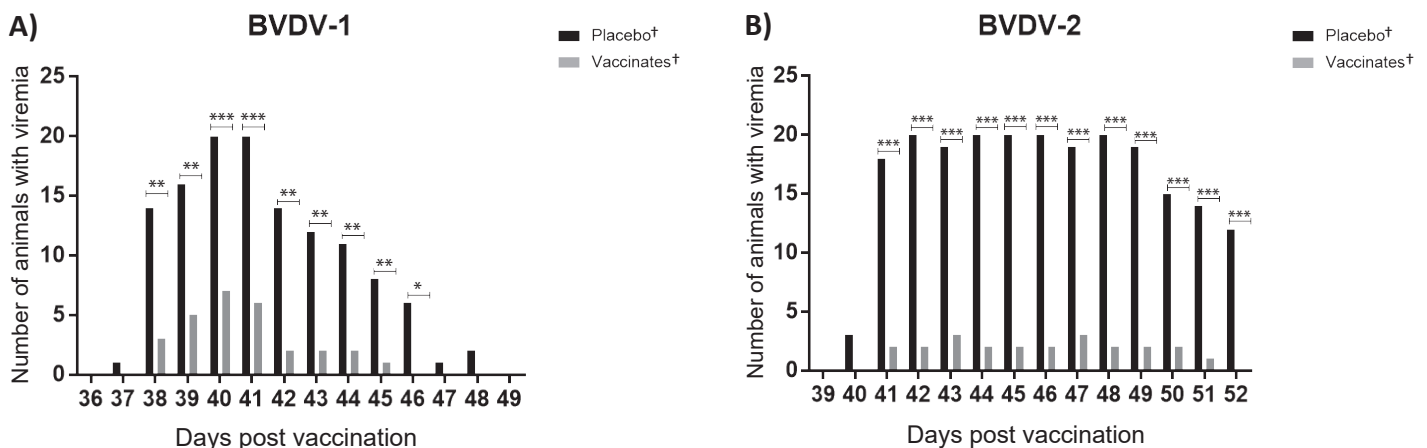 A)
BVDV-1
Placebo†
Vaccinates†
Number of animals with viremia
25
20
15
10
5
0
**
**
***
***
**
**
**
**
*
36 37 38 39 40 41 42 43 44 45 46 47 48 49
Days post vaccination
B)
BVDV-2
Placebo†
Vaccinates†
Number of animals with viremia
25
20
15
10
5
0
***
***
***
***
***
***
***
***
***
***
***
***
39 40 41 42 43 44 45 46 47 48 49 50 51 52
Days post vaccination